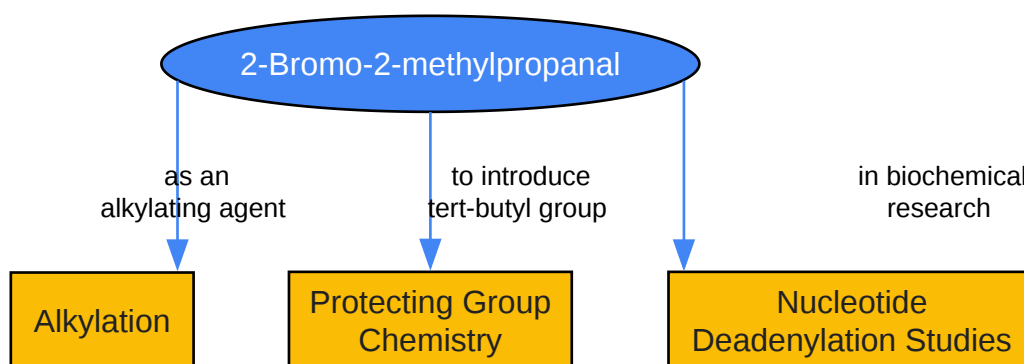 2-Bromo-2-methylpropanal
as an
alkylating agent
to introduce
tert-butyl group
in biochemical
research
Alkylation
Protecting Group
Chemistry
Nucleotide
Deadenylation Studies